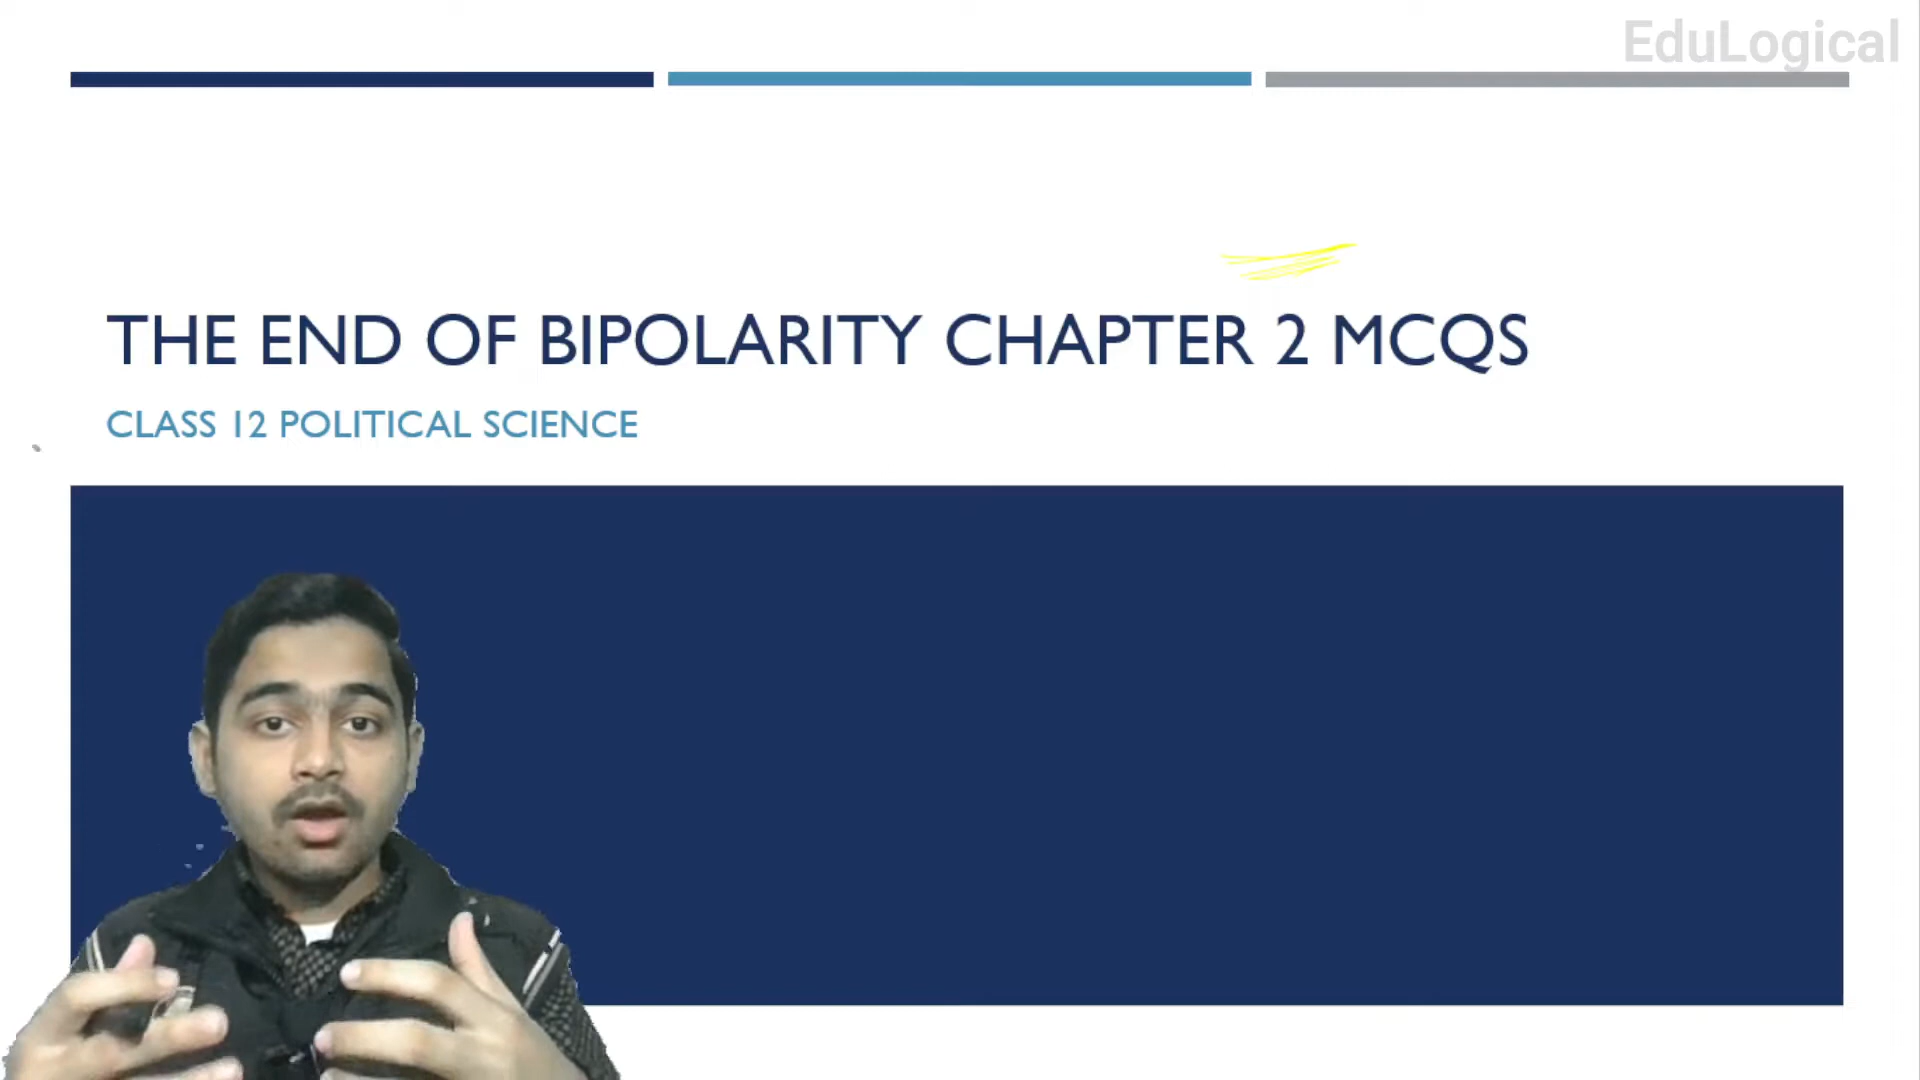 EduLogical
THE END OF BIPOLARITY CHAPTER 2 MCQS
CLASS 12 POLITICAL SCIENCE